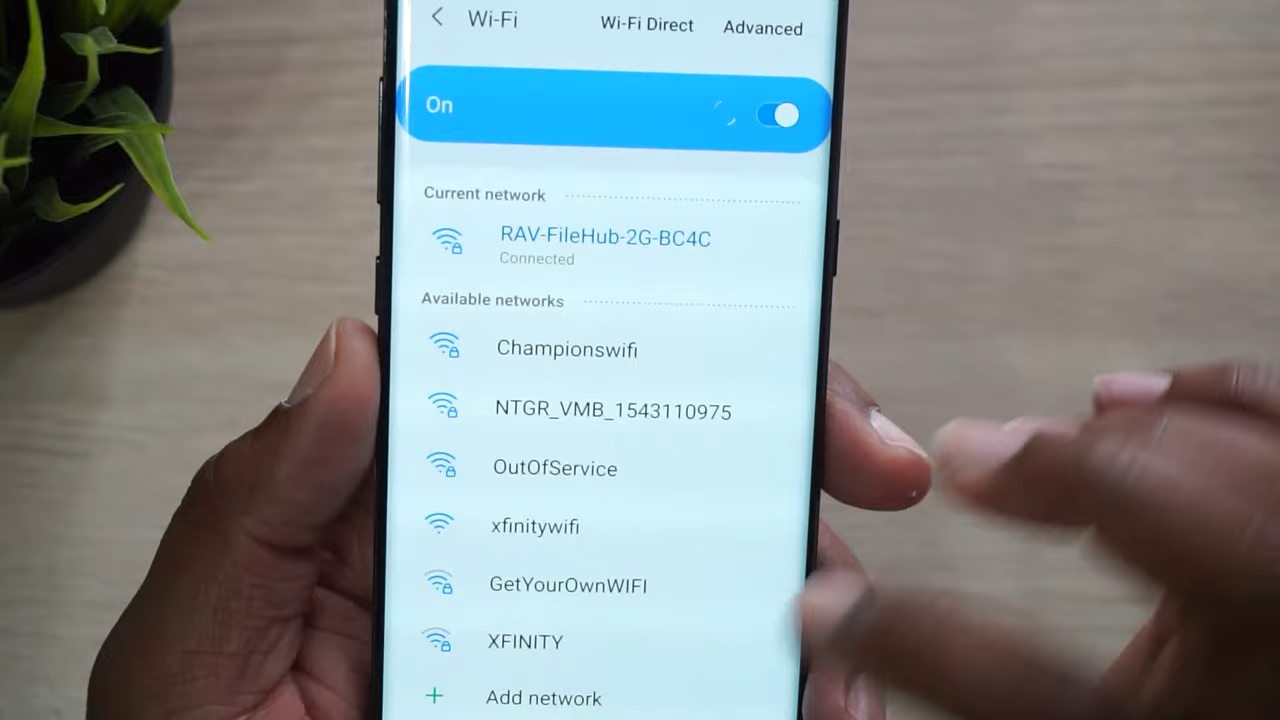 Wi-Fi Wi-Fi Direct Advanced
On
Current network
RAV-FileHub-2G-BC4C
Connected
Available networks
Championswifi
NTGR_VMB_1543110975
OutOfService
xfinitywifi
GetYourOwnWIFI
XFINITY
Add network